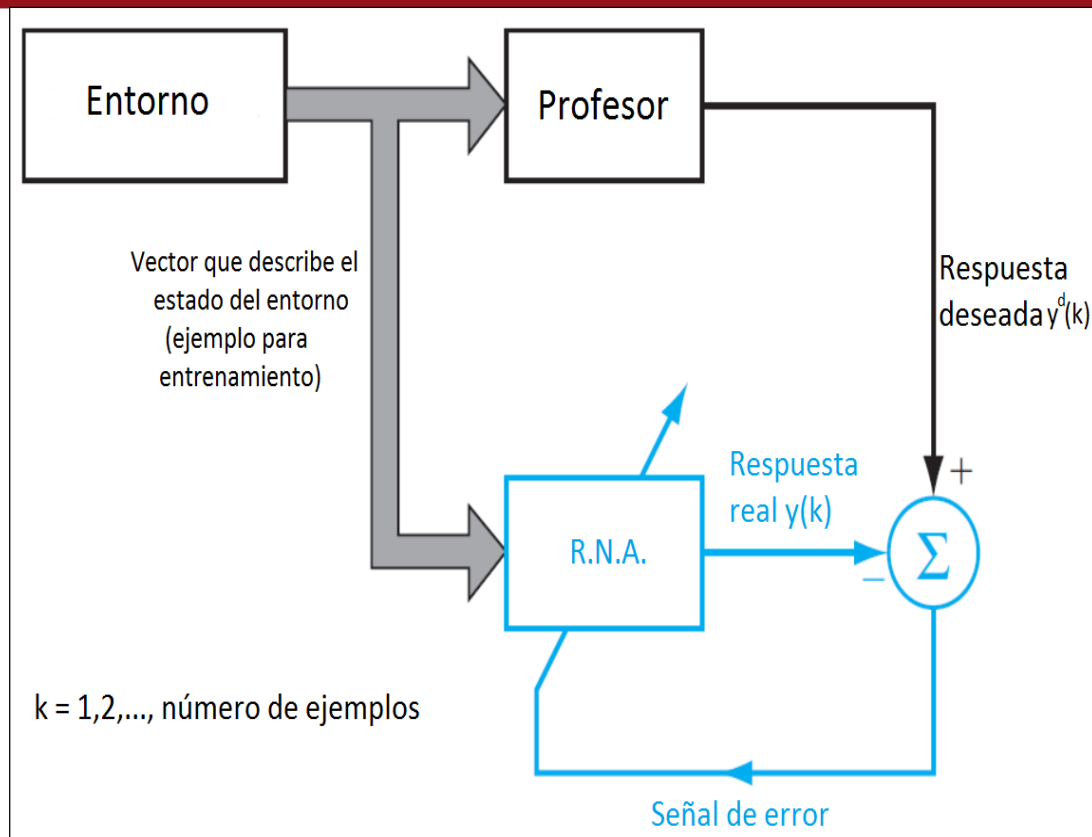 Entorno
Profesor
Vector que describe el
estado del entorno
(ejemplo para
entrenamiento)
Respuesta
deseada y^d(k)
+
Respuesta
real y(k)
R.N.A.
−
Σ
k = 1,2,..., número de ejemplos
Señal de error